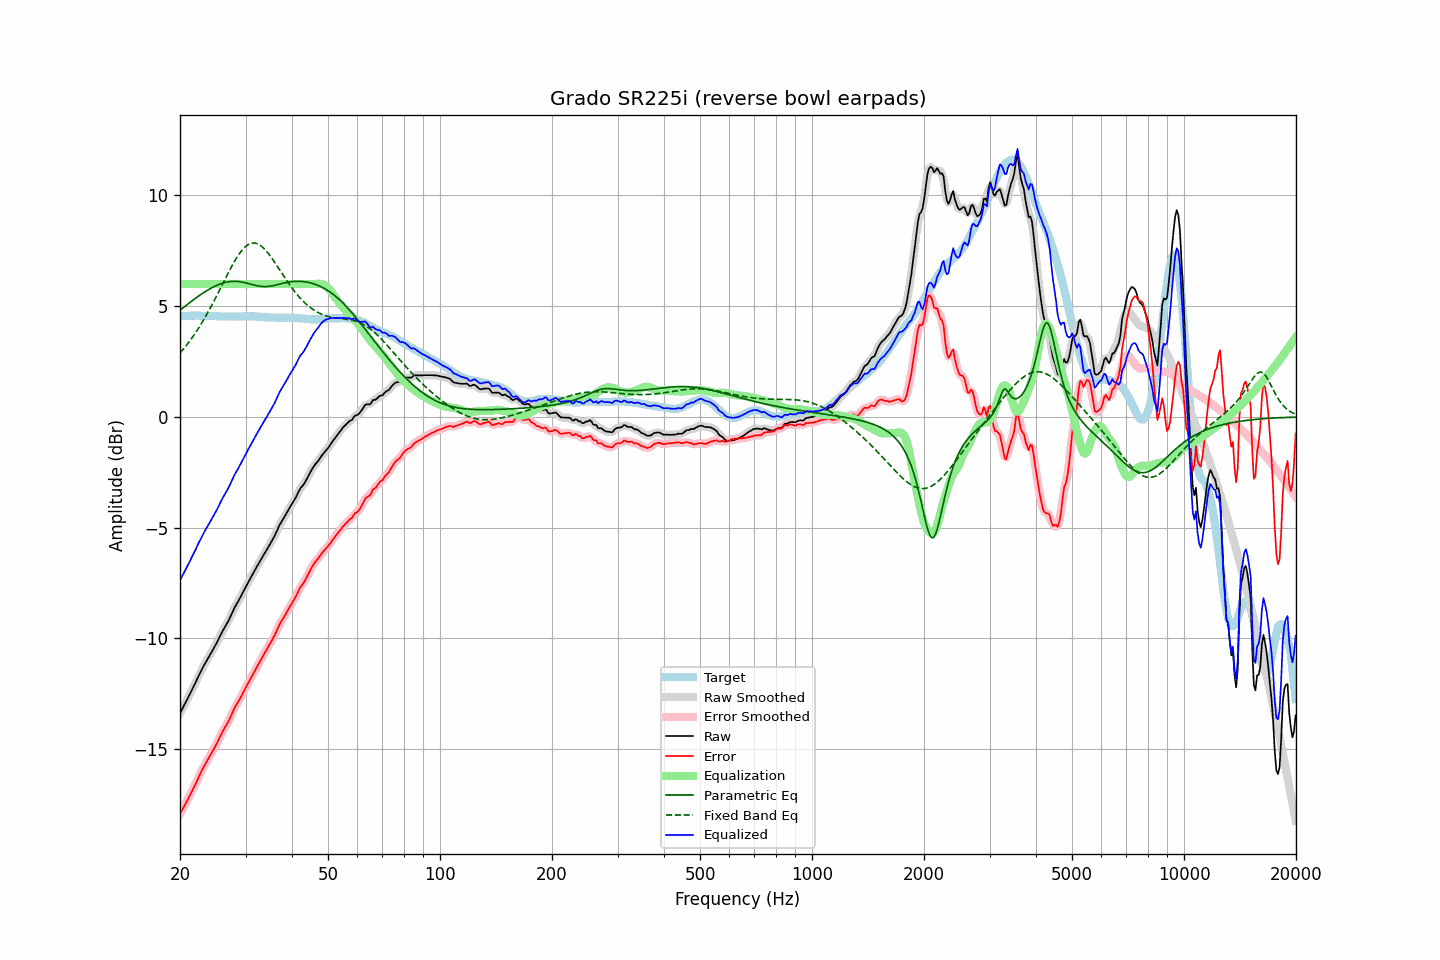 Grado SR225i (reverse bowl earpads)
Amplitude (dBr)
10
5
0
−5
−10
−15
Target
Raw Smoothed
Error Smoothed
Raw
Error
Equalization
Parametric Eq
Fixed Band Eq
Equalized
20 50 100 200 500 1000 2000 5000 10000 20000
Frequency (Hz)